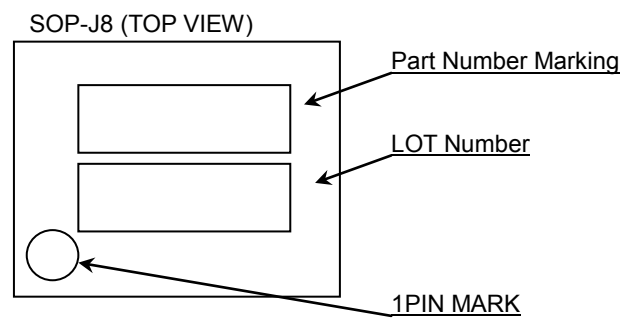 SOP-J8 (TOP VIEW)
Part Number Marking
LOT Number
1PIN MARK